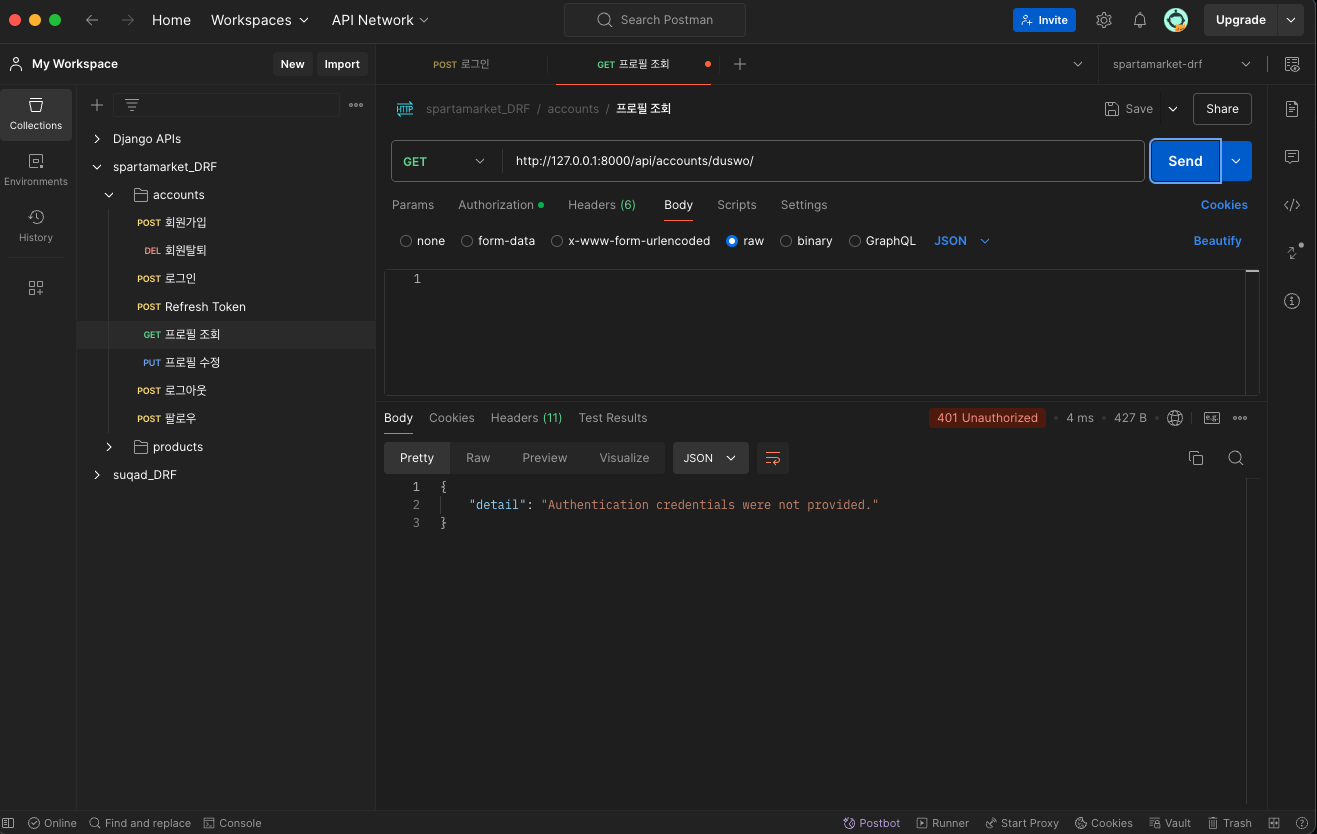 Home Workspaces API Network Search Postman Invite Upgrade
My Workspace New Import POST 로그인 GET 프로필 조회 spartamarket-drf
Collections
Environments
History
Django APIs
spartamarket_DRF
accounts
POST 회원가입
DEL 회원탈퇴
POST 로그인
POST Refresh Token
GET 프로필 조회
PUT 프로필 수정
POST 로그아웃
POST 팔로우
products
suqad_DRF
HTTP spartamarket_DRF / accounts / 프로필 조회 Save Share
GET http://127.0.0.1:8000/api/accounts/duswo/ Send
Params Authorization Headers (6) Body Scripts Settings Cookies
none form-data x-www-form-urlencoded raw binary GraphQL JSON Beautify
1
Body Cookies Headers (11) Test Results 401 Unauthorized 4 ms 427 B e.g.
Pretty Raw Preview Visualize JSON
1 {
2 "detail": "Authentication credentials were not provided."
3 }
Online Find and replace Console Postbot Runner Start Proxy Cookies Vault Trash